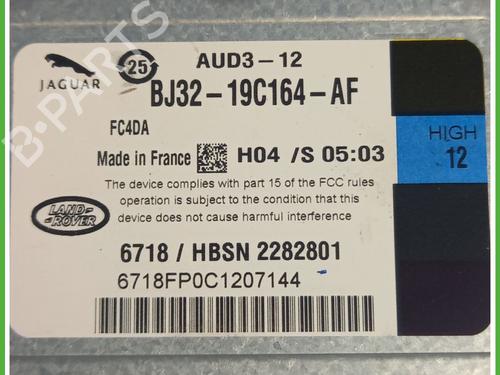 JAGUAR
25
AUD3-12
BJ32-19C164-AF
FC4DA
Made in France H04 /S 05:03
HIGH
12
The device complies with part 15 of the FCC rules
operation is subject to the condition that this
device does not cause harmful interference
LAND-
ROVER
6718 / HBSN 2282801
6718FP0C1207144
B-PARTS